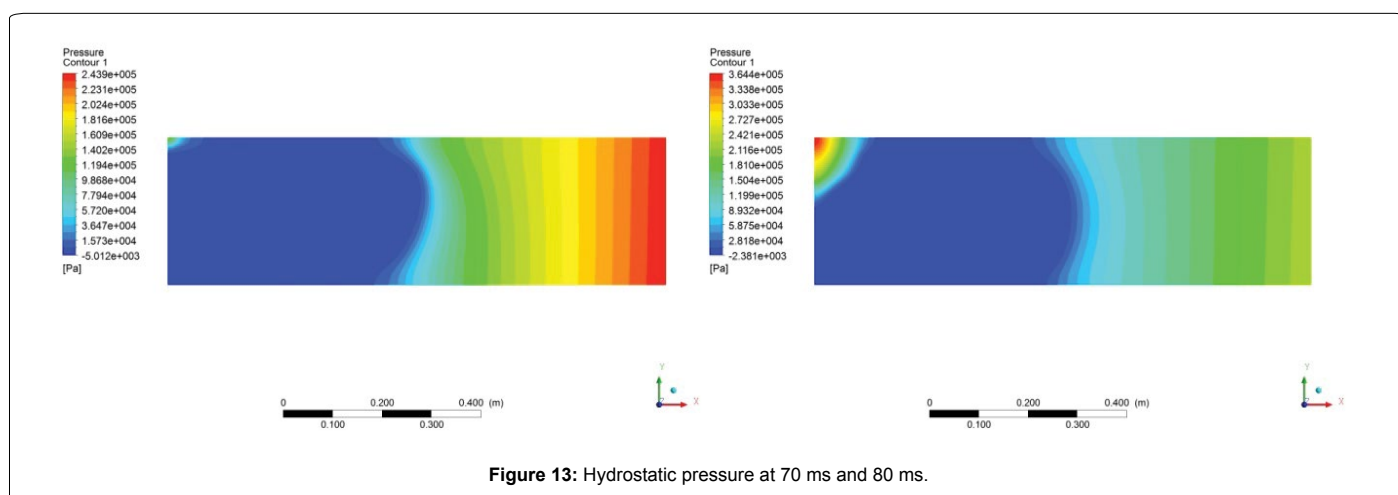 Pressure
Contour 1
2.439e+005
2.231e+005
2.024e+005
1.816e+005
1.609e+005
1.402e+005
1.194e+005
9.868e+004
7.794e+004
5.720e+004
3.647e+004
1.573e+004
-5.012e+003
[Pa]
0 0.200 0.400 (m)
0.100 0.300
Y
X
Pressure
Contour 1
3.644e+005
3.338e+005
3.033e+005
2.727e+005
2.421e+005
2.116e+005
1.810e+005
1.504e+005
1.199e+005
8.932e+004
5.875e+004
2.818e+004
-2.381e+003
[Pa]
0 0.200 0.400 (m)
0.100 0.300
Y
X
Figure 13: Hydrostatic pressure at 70 ms and 80 ms.